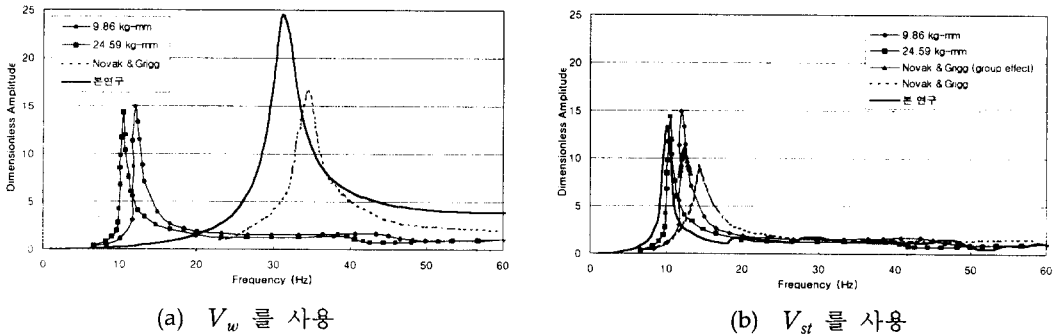 25
20
15
10
5
0
Dimensionless Amplitude
9.86 kg-mm
24.59 kg-mm
Novak & Grigg
본연구
0 10 20 30 40 50 60
Frequency (Hz)
(a) V_w 를 사용
25
20
15
10
5
0
Dimensionless Amplitude
9.86 kg-mm
24.59 kg-mm
Novak & Grigg (group effect)
Novak & Grigg
본 연구
0 10 20 30 40 50 60
Frequency (Hz)
(b) V_st 를 사용